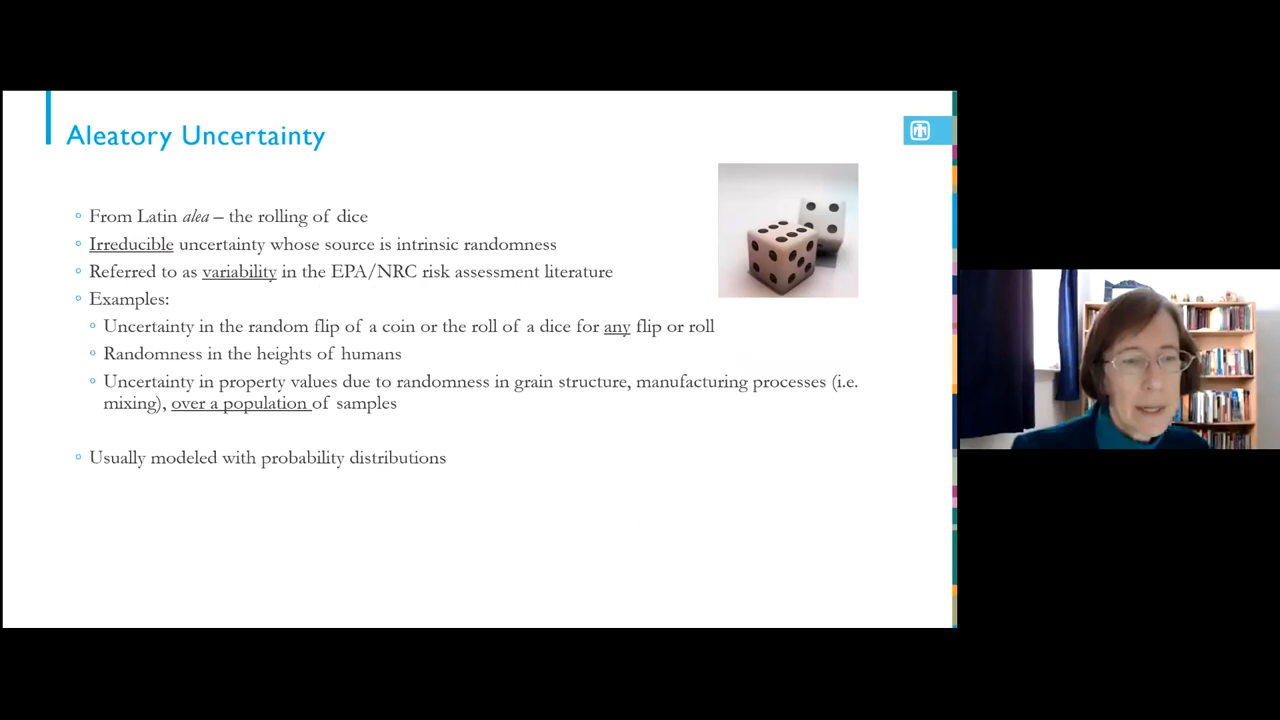 Aleatory Uncertainty
◦ From Latin alea – the rolling of dice
◦ Irreducible uncertainty whose source is intrinsic randomness
◦ Referred to as variability in the EPA/NRC risk assessment literature
◦ Examples:
◦ Uncertainty in the random flip of a coin or the roll of a dice for any flip or roll
◦ Randomness in the heights of humans
◦ Uncertainty in property values due to randomness in grain structure, manufacturing processes (i.e.
mixing), over a population of samples
◦ Usually modeled with probability distributions